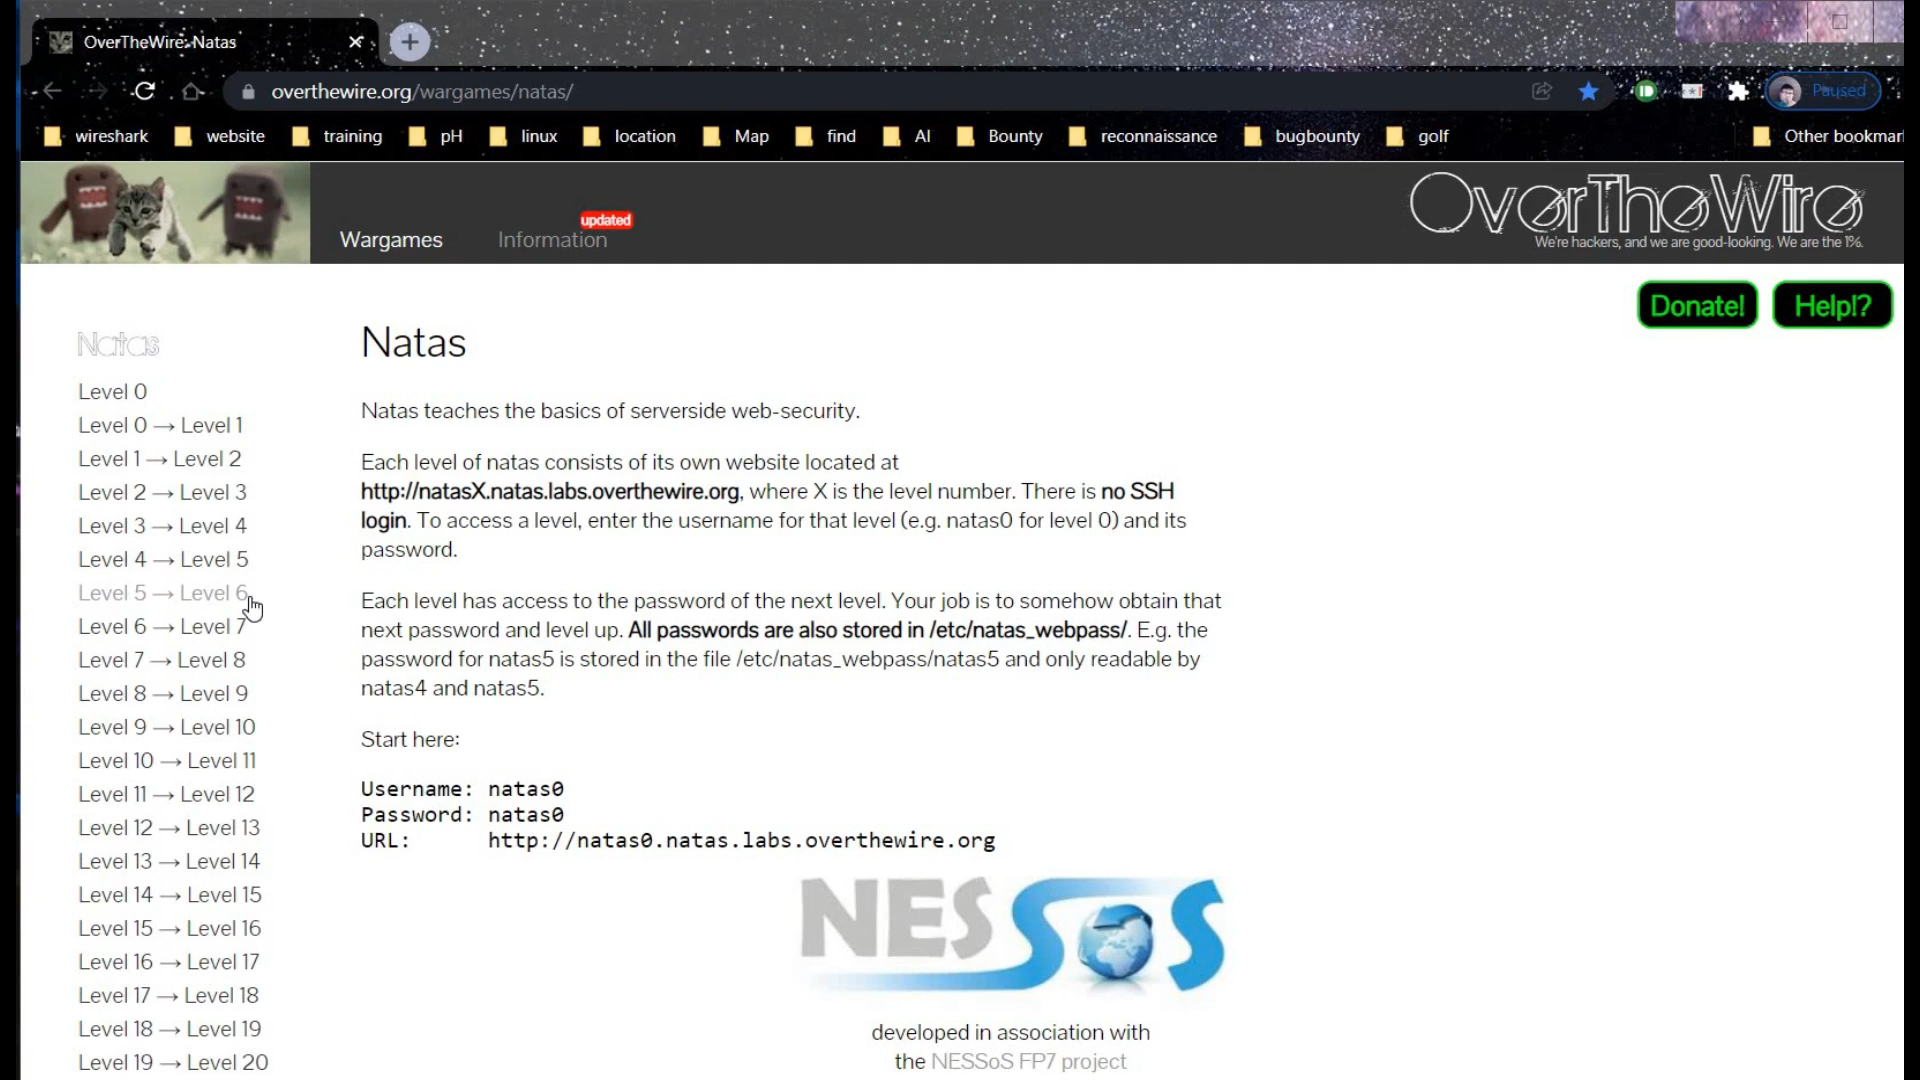 OverTheWire: Natas
overthewire.org/wargames/natas/
Paused
wireshark website training pH linux location Map find AI Bounty reconnaissance bugbounty golf Other bookmar
Wargames
Information
updated
OverTheWire
We're hackers, and we are good-looking. We are the 1%.
Donate! Help!?
Natas
Level 0
Level 0 → Level 1
Level 1 → Level 2
Level 2 → Level 3
Level 3 → Level 4
Level 4 → Level 5
Level 5 → Level 6
Level 6 → Level 7
Level 7 → Level 8
Level 8 → Level 9
Level 9 → Level 10
Level 10 → Level 11
Level 11 → Level 12
Level 12 → Level 13
Level 13 → Level 14
Level 14 → Level 15
Level 15 → Level 16
Level 16 → Level 17
Level 17 → Level 18
Level 18 → Level 19
Level 19 → Level 20
Natas
Natas teaches the basics of serverside web-security.
Each level of natas consists of its own website located at
http://natasX.natas.labs.overthewire.org, where X is the level number. There is no SSH
login. To access a level, enter the username for that level (e.g. natas0 for level 0) and its
password.
Each level has access to the password of the next level. Your job is to somehow obtain that
next password and level up. All passwords are also stored in /etc/natas_webpass/. E.g. the
password for natas5 is stored in the file /etc/natas_webpass/natas5 and only readable by
natas4 and natas5.
Start here:
Username: natas0
Password: natas0
URL: http://natas0.natas.labs.overthewire.org
NESSOS
developed in association with
the NESSoS FP7 project